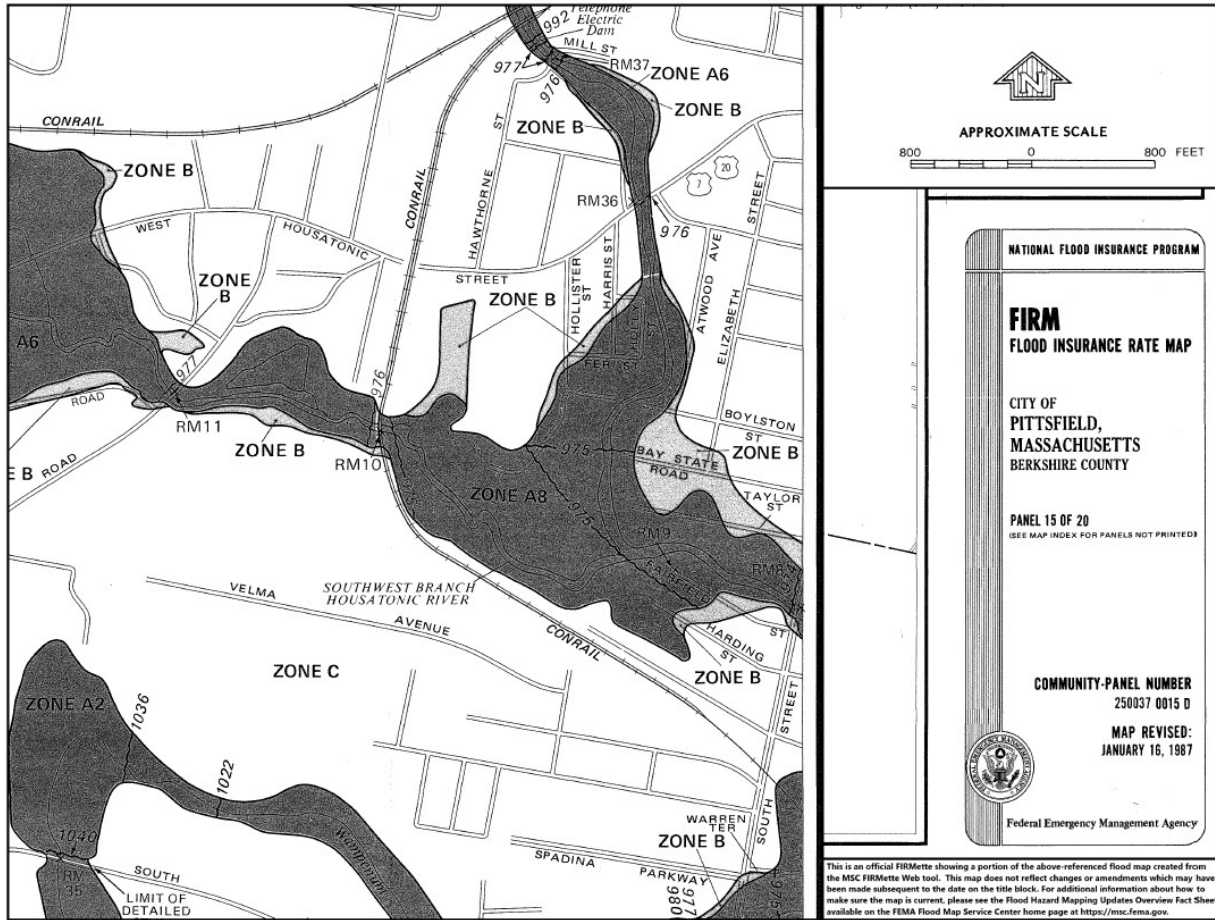 Telephone
Electric
Dam
992
MILL ST
977
RM37
976
ZONE A6
ZONE B
ZONE B
CONRAIL
ZONE B
CONRAIL
HAWTHORNE ST
RM36
7
20
976
STREET
WEST
HOUSATONIC
STREET
HOLLISTER ST
HARRIS ST
ATWOOD AVE
ELIZABETH
ZONE B
ZONE B
A6
977
976
FER ST
ROAD
RM11
ZONE B
RM10
975
975
BOYLSTON ST
BAY STATE ROAD
ZONE B
E B
ROAD
ZONE A8
975
TAYLOR ST
RM9
RM8
974
SOUTHWEST BRANCH
HOUSATONIC RIVER
VELMA
AVENUE
CONRAIL
HARDING ST
ST
ZONE B
ZONE C
ZONE A2
1036
1022
STREET
SOUTH
WARREN TER
ZONE B
SPADINA
PARKWAY
980
975
1040
RM
35
SOUTH
LIMIT OF
DETAILED
N
APPROXIMATE SCALE
800 0 800 FEET
NATIONAL FLOOD INSURANCE PROGRAM
FIRM
FLOOD INSURANCE RATE MAP
CITY OF
PITTSFIELD,
MASSACHUSETTS
BERKSHIRE COUNTY
PANEL 15 OF 20
(SEE MAP INDEX FOR PANELS NOT PRINTED)
COMMUNITY-PANEL NUMBER
250037 0015 D
MAP REVISED:
JANUARY 16, 1987
Federal Emergency Management Agency
This is an official FIRMette showing a portion of the above-referenced flood map created from
the MSC FIRMette Web tool. This map does not reflect changes or amendments which may have
been made subsequent to the date on the title block. For additional information about how to
make sure the map is current, please see the Flood Hazard Mapping Updates Overview Fact Sheet
available on the FEMA Flood Map Service Center home page at https://msc.fema.gov.